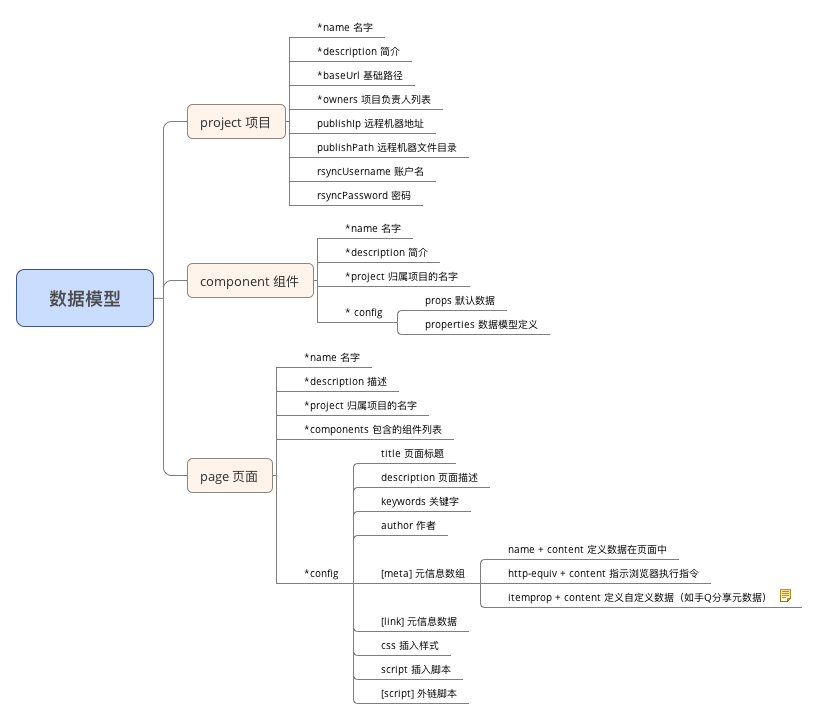 数据模型
project 项目
*name 名字
*description 简介
*baseUrl 基础路径
*owners 项目负责人列表
publishIp 远程机器地址
publishPath 远程机器文件目录
rsyncUsername 账户名
rsyncPassword 密码
component 组件
*name 名字
*description 简介
*project 归属项目的名字
* config
props 默认数据
properties 数据模型定义
page 页面
*name 名字
*description 描述
*project 归属项目的名字
*components 包含的组件列表
*config
title 页面标题
description 页面描述
keywords 关键字
author 作者
[meta] 元信息数组
name + content 定义数据在页面中
http-equiv + content 指示浏览器执行指令
itemprop + content 定义自定义数据（如手Q分享元数据）
[link] 元信息数据
css 插入样式
script 插入脚本
[script] 外链脚本